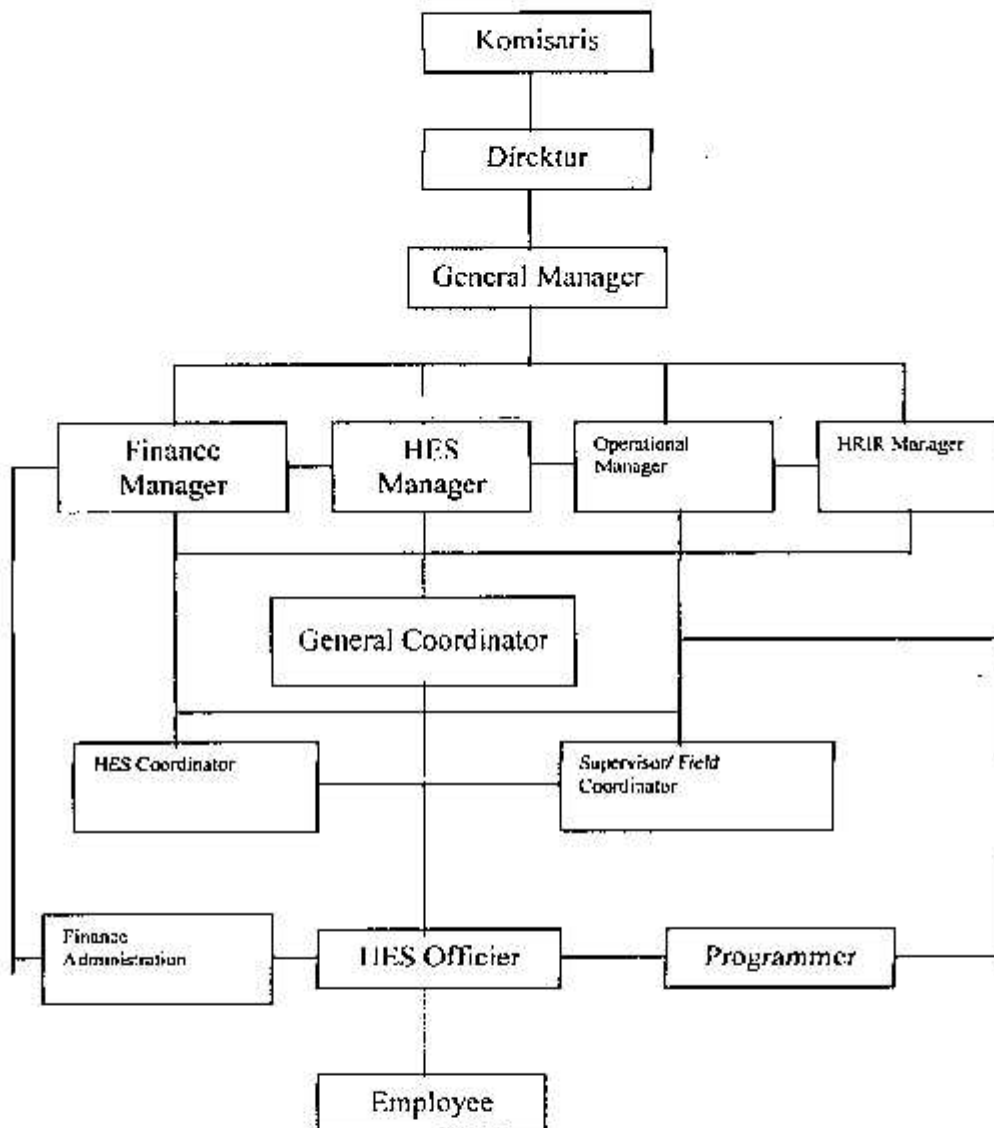 Komisaris
Direktur
General Manager
Finance
Manager
HES
Manager
Operational
Manager
HRIR Manager
General Coordinator
HES Coordinator
Supervisor/ Field
Coordinator
Finance
Administration
HES Officier
Programmer
Employee